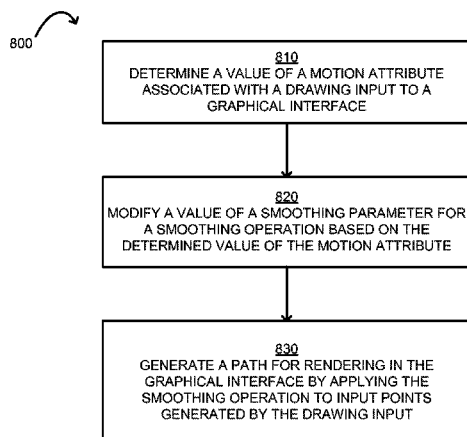 800
810
DETERMINE A VALUE OF A MOTION ATTRIBUTE
ASSOCIATED WITH A DRAWING INPUT TO A
GRAPHICAL INTERFACE
820
MODIFY A VALUE OF A SMOOTHING PARAMETER FOR
A SMOOTHING OPERATION BASED ON THE
DETERMINED VALUE OF THE MOTION ATTRIBUTE
830
GENERATE A PATH FOR RENDERING IN THE
GRAPHICAL INTERFACE BY APPLYING THE
SMOOTHING OPERATION TO INPUT POINTS
GENERATED BY THE DRAWING INPUT